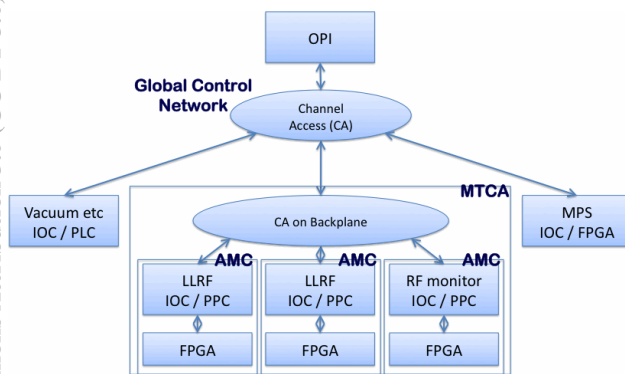 OPI
Global Control
Network
Channel
Access (CA)
MTCA
Vacuum etc
IOC / PLC
CA on Backplane
MPS
IOC / FPGA
AMC
AMC
AMC
LLRF
IOC / PPC
LLRF
IOC / PPC
RF monitor
IOC / PPC
FPGA
FPGA
FPGA